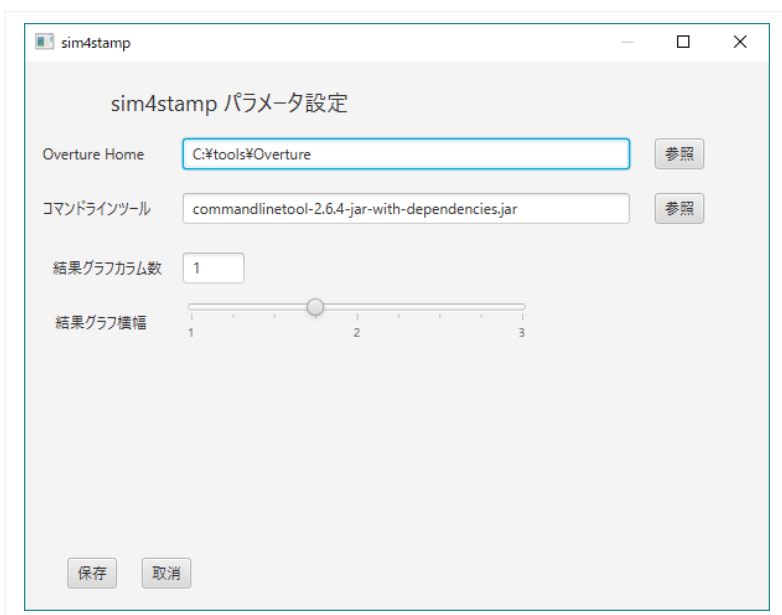 sim4stamp
sim4stamp パラメータ設定
Overture Home C:¥tools¥Overture 参照
コマンドラインツール commandlinetool-2.6.4-jar-with-dependencies.jar 参照
結果グラフカラム数 1
結果グラフ横幅
1 2 3
保存 取消